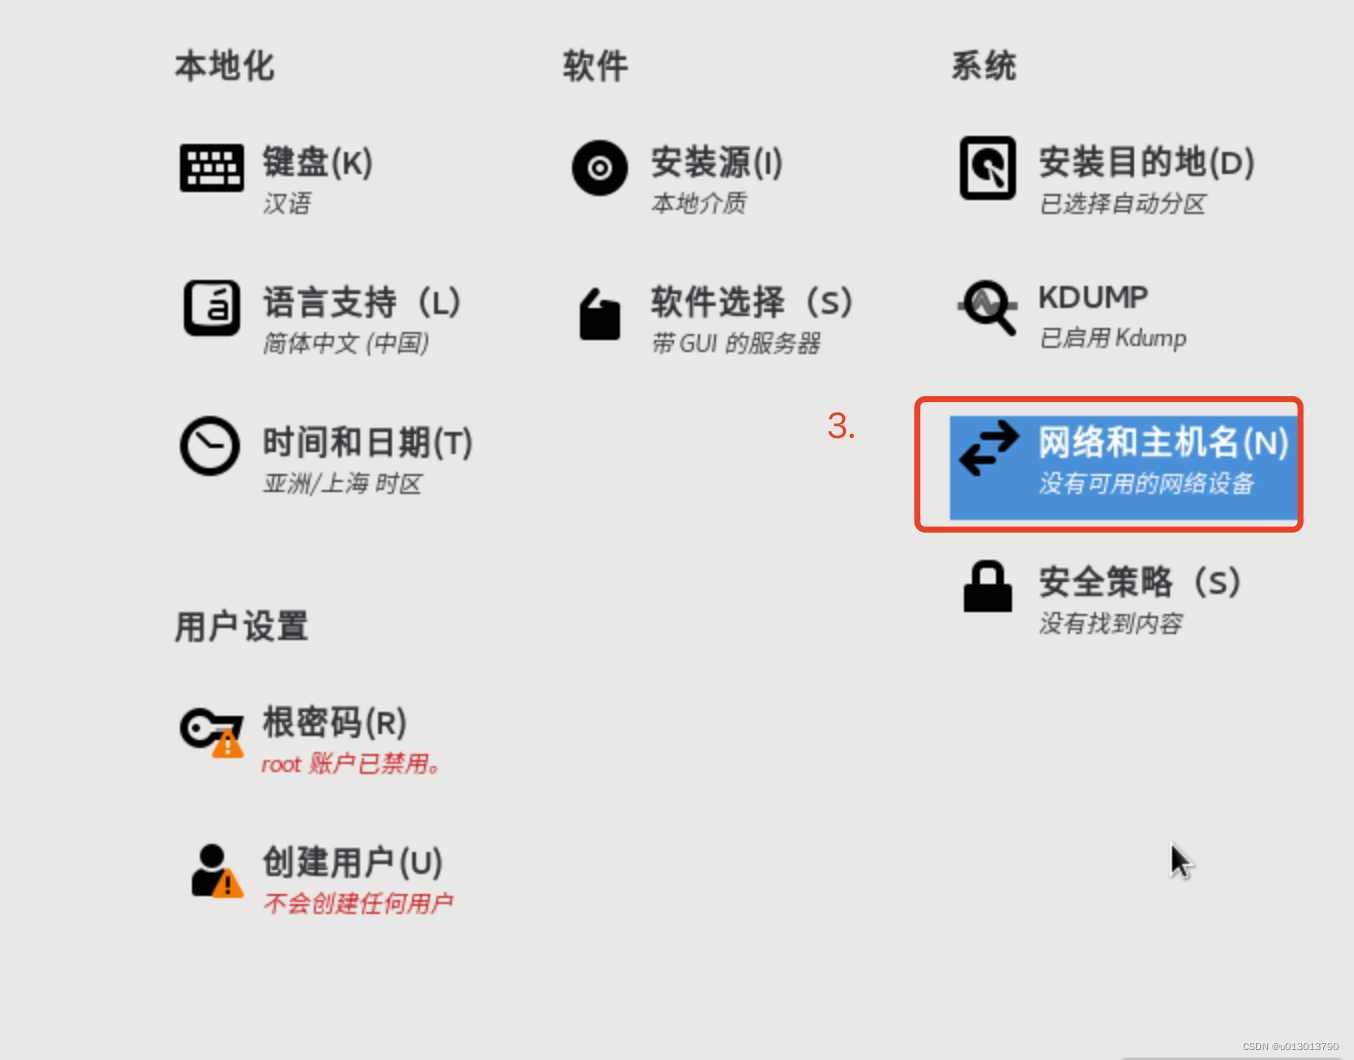 本地化
键盘(K)
汉语
语言支持（L）
简体中文 (中国)
时间和日期(T)
亚洲/上海 时区
软件
安装源(I)
本地介质
软件选择（S）
带 GUI 的服务器
系统
安装目的地(D)
已选择自动分区
KDUMP
已启用 Kdump
3.
网络和主机名(N)
没有可用的网络设备
安全策略（S）
没有找到内容
用户设置
根密码(R)
root 账户已禁用。
创建用户(U)
不会创建任何用户
CSDN @u013013790